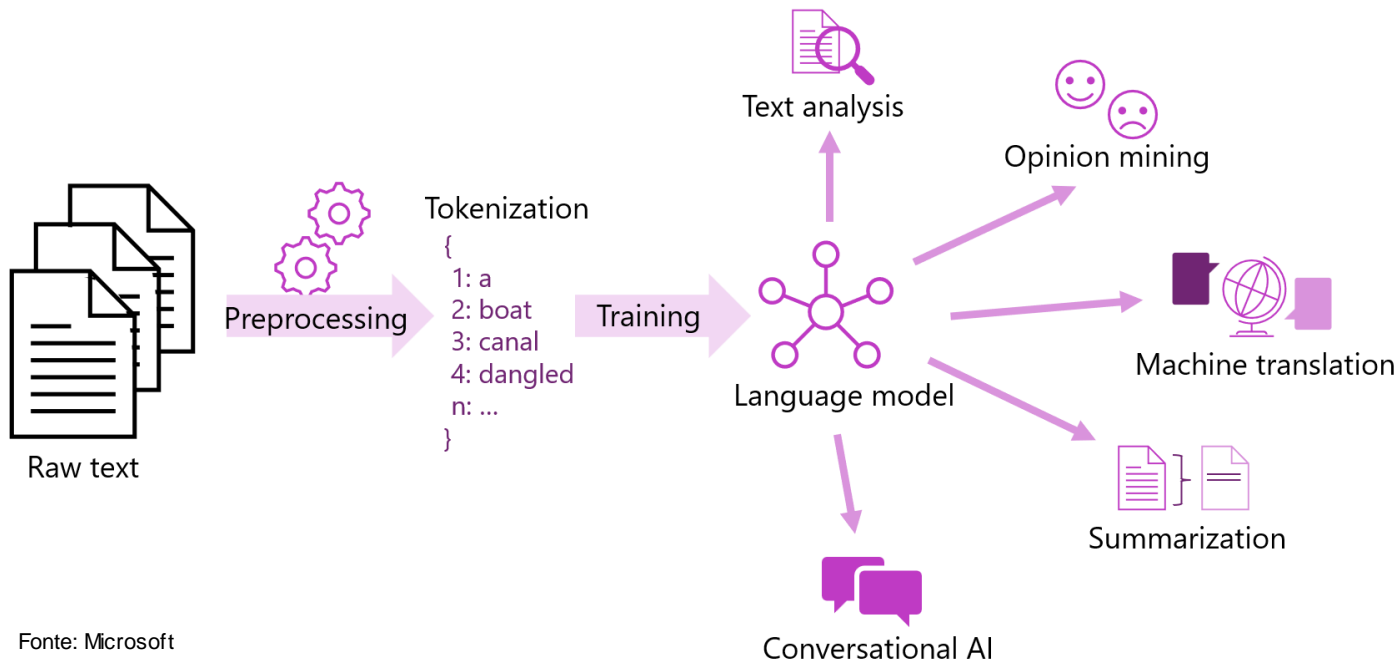 Text analysis
Opinion mining
Tokenization
{
1: a
2: boat
3: canal
4: dangled
n: ...
}
Preprocessing
Training
Machine translation
Language model
Raw text
Summarization
Fonte: Microsoft
Conversational AI